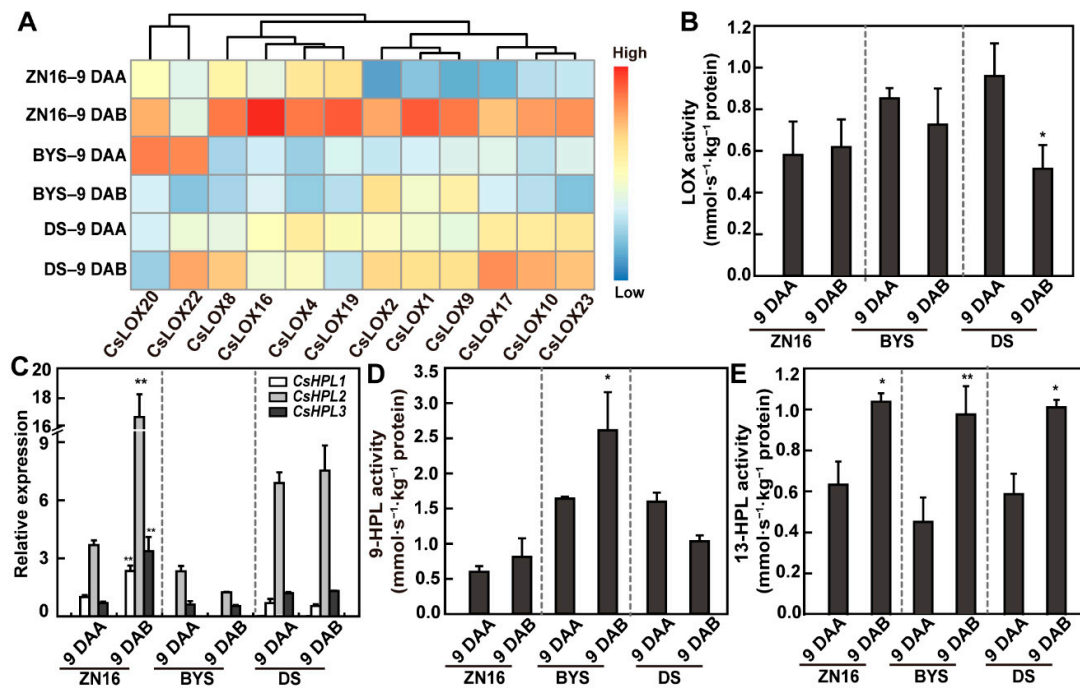 A
High
Low
ZN16–9 DAA
ZN16–9 DAB
BYS–9 DAA
BYS–9 DAB
DS–9 DAA
DS–9 DAB
CsLOX20
CsLOX22
CsLOX8
CsLOX16
CsLOX4
CsLOX19
CsLOX2
CsLOX1
CsLOX9
CsLOX17
CsLOX10
CsLOX23
B
LOX activity
(mmol·s⁻¹·kg⁻¹ protein)
1.2
1.0
0.8
0.6
0.4
0.2
0.0
*
9 DAA
9 DAB
9 DAA
9 DAB
9 DAA
9 DAB
ZN16
BYS
DS
C
Relative expression
20
18
16
9
6
3
0
CsHPL1
CsHPL2
CsHPL3
**
**
**
9 DAA
9 DAB
9 DAA
9 DAB
9 DAA
9 DAB
ZN16
BYS
DS
D
9-HPL activity
(mmol·s⁻¹·kg⁻¹ protein)
3.5
3.0
2.5
2.0
1.5
1.0
0.5
0.0
*
9 DAA
9 DAB
9 DAA
9 DAB
9 DAA
9 DAB
ZN16
BYS
DS
E
13-HPL activity
(mmol·s⁻¹·kg⁻¹ protein)
1.2
1.0
0.8
0.6
0.4
0.2
0.0
*
**
*
9 DAA
9 DAB
9 DAA
9 DAB
9 DAA
9 DAB
ZN16
BYS
DS